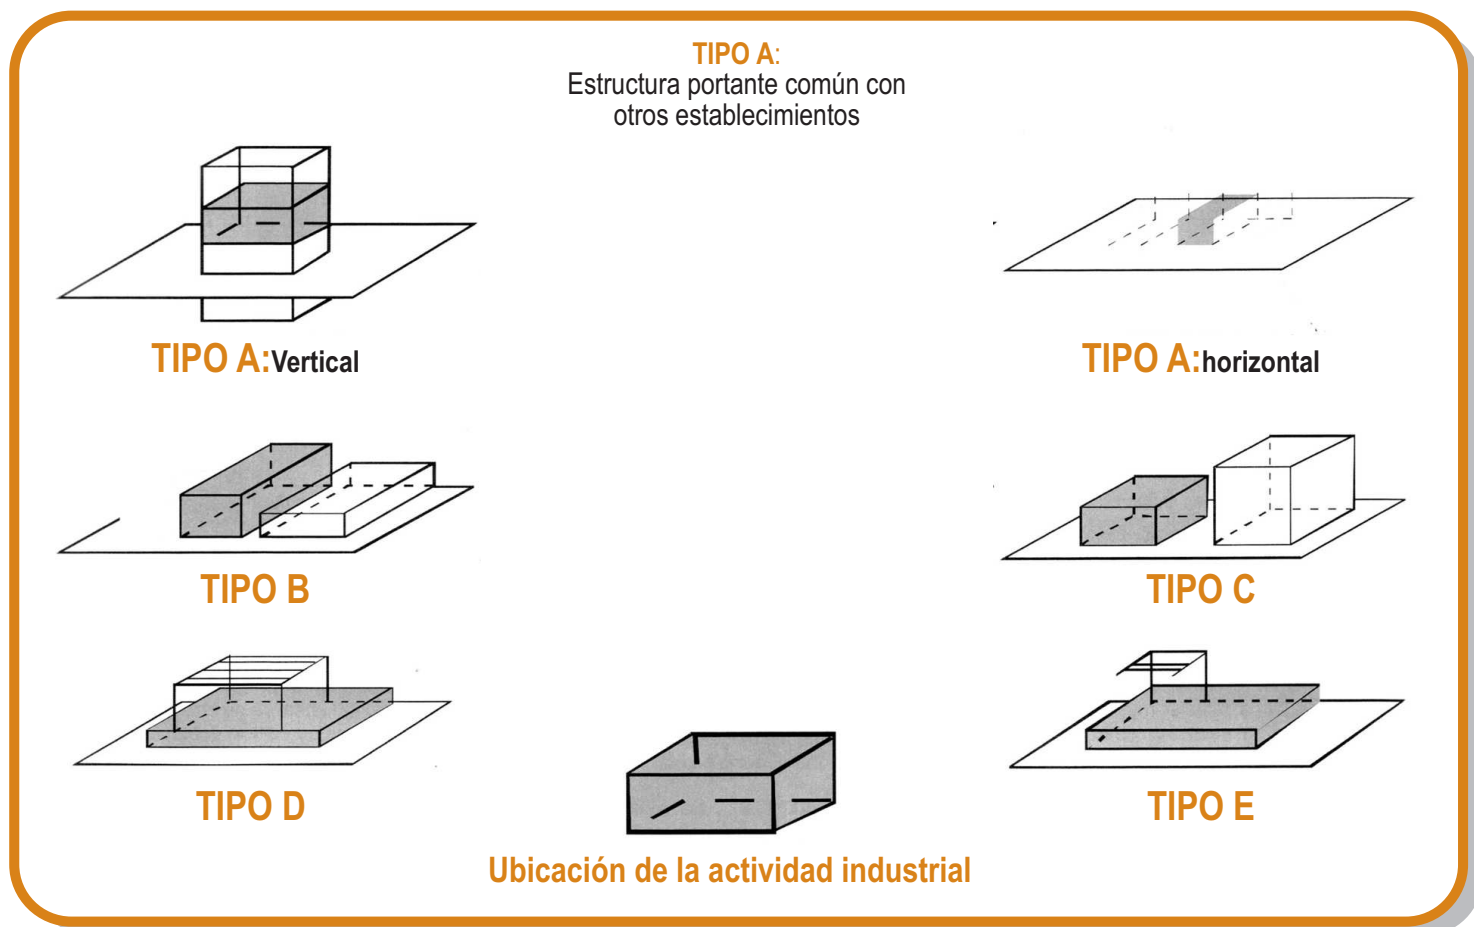 TIPO A:
Estructura portante común con
otros establecimientos
TIPO A:Vertical
TIPO A:horizontal
TIPO B
TIPO C
TIPO D
TIPO E
Ubicación de la actividad industrial